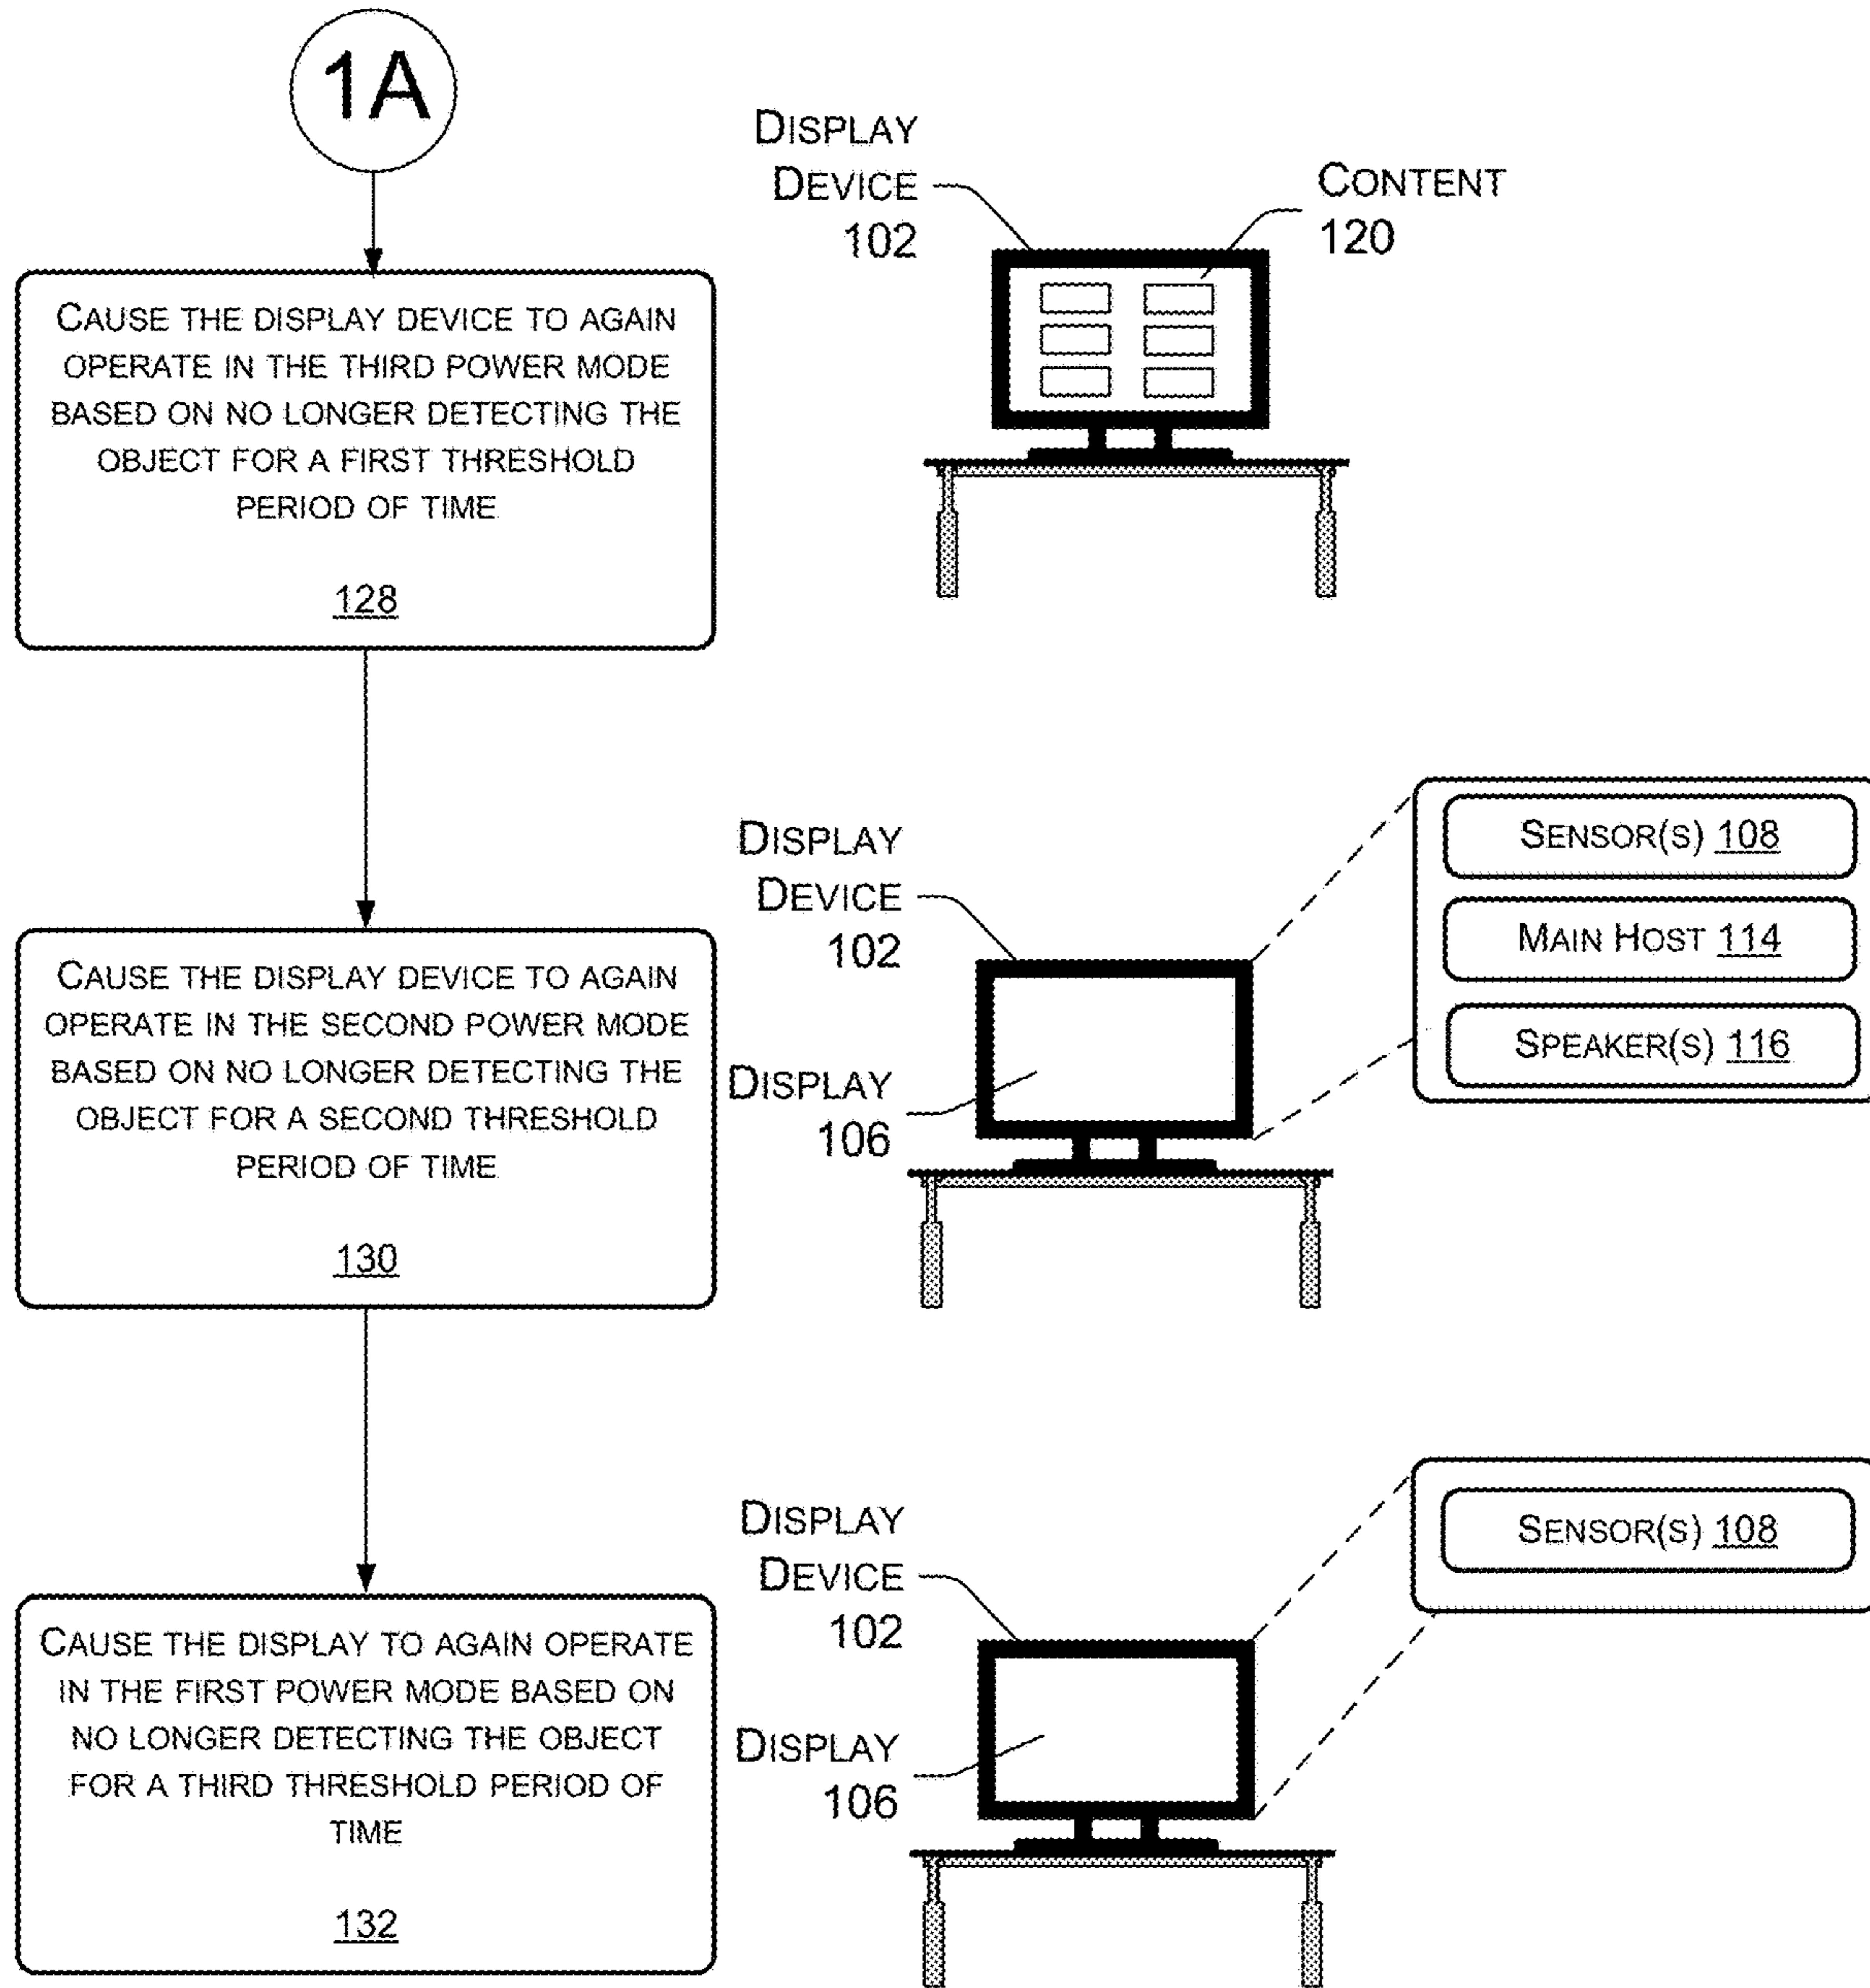 1A
CAUSE THE DISPLAY DEVICE TO AGAIN
OPERATE IN THE THIRD POWER MODE
BASED ON NO LONGER DETECTING THE
OBJECT FOR A FIRST THRESHOLD
PERIOD OF TIME
128
DISPLAY
DEVICE
102
CONTENT
120
CAUSE THE DISPLAY DEVICE TO AGAIN
OPERATE IN THE SECOND POWER MODE
BASED ON NO LONGER DETECTING THE
OBJECT FOR A SECOND THRESHOLD
PERIOD OF TIME
130
DISPLAY
DEVICE
102
DISPLAY
106
SENSOR(S) 108
MAIN HOST 114
SPEAKER(S) 116
CAUSE THE DISPLAY TO AGAIN OPERATE
IN THE FIRST POWER MODE BASED ON
NO LONGER DETECTING THE OBJECT
FOR A THIRD THRESHOLD PERIOD OF
TIME
132
DISPLAY
DEVICE
102
DISPLAY
106
SENSOR(S) 108